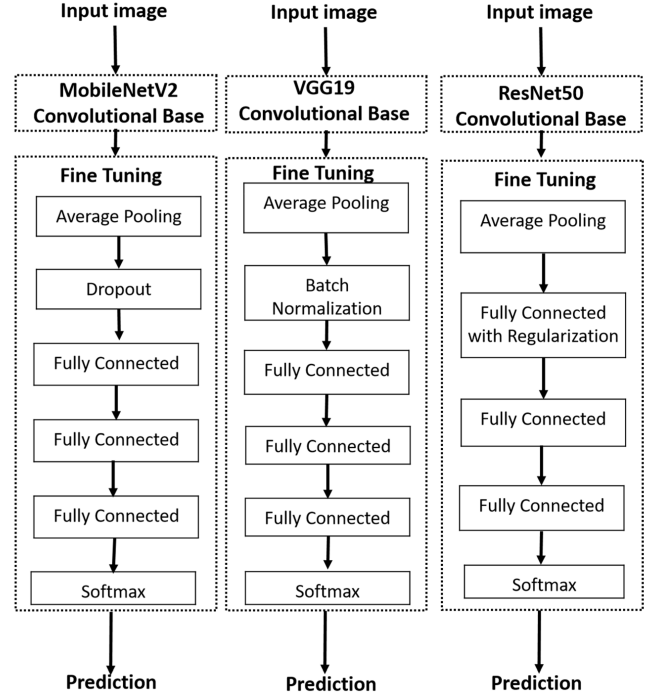 Input image
MobileNetV2
Convolutional Base
Fine Tuning
Average Pooling
Dropout
Fully Connected
Fully Connected
Fully Connected
Softmax
Prediction
Input image
VGG19
Convolutional Base
Fine Tuning
Average Pooling
Batch
Normalization
Fully Connected
Fully Connected
Fully Connected
Softmax
Prediction
Input image
ResNet50
Convolutional Base
Fine Tuning
Average Pooling
Fully Connected
with Regularization
Fully Connected
Fully Connected
Softmax
Prediction